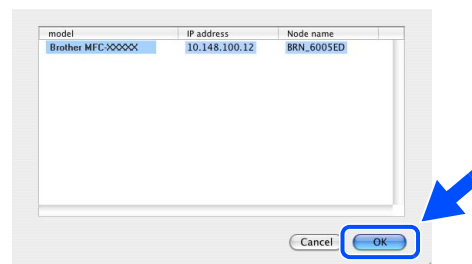 model IP address Node name
Brother MFC-XXXXX 10.148.100.12 BRN_6005ED
Cancel OK